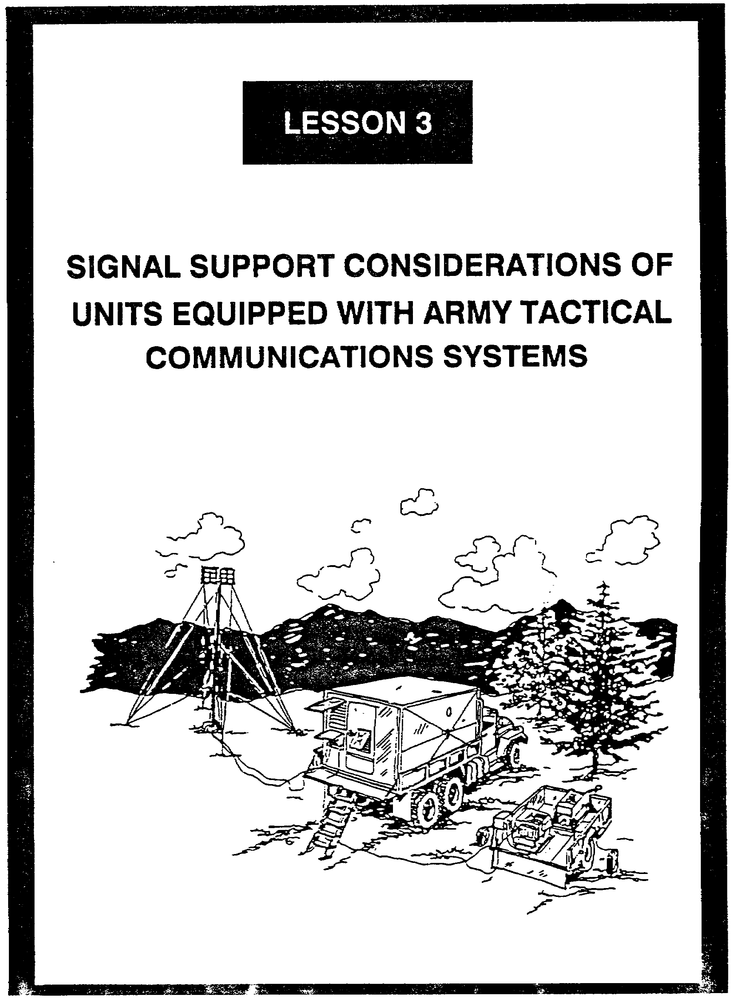 LESSON 3
SIGNAL SUPPORT CONSIDERATIONS OF
UNITS EQUIPPED WITH ARMY TACTICAL
COMMUNICATIONS SYSTEMS